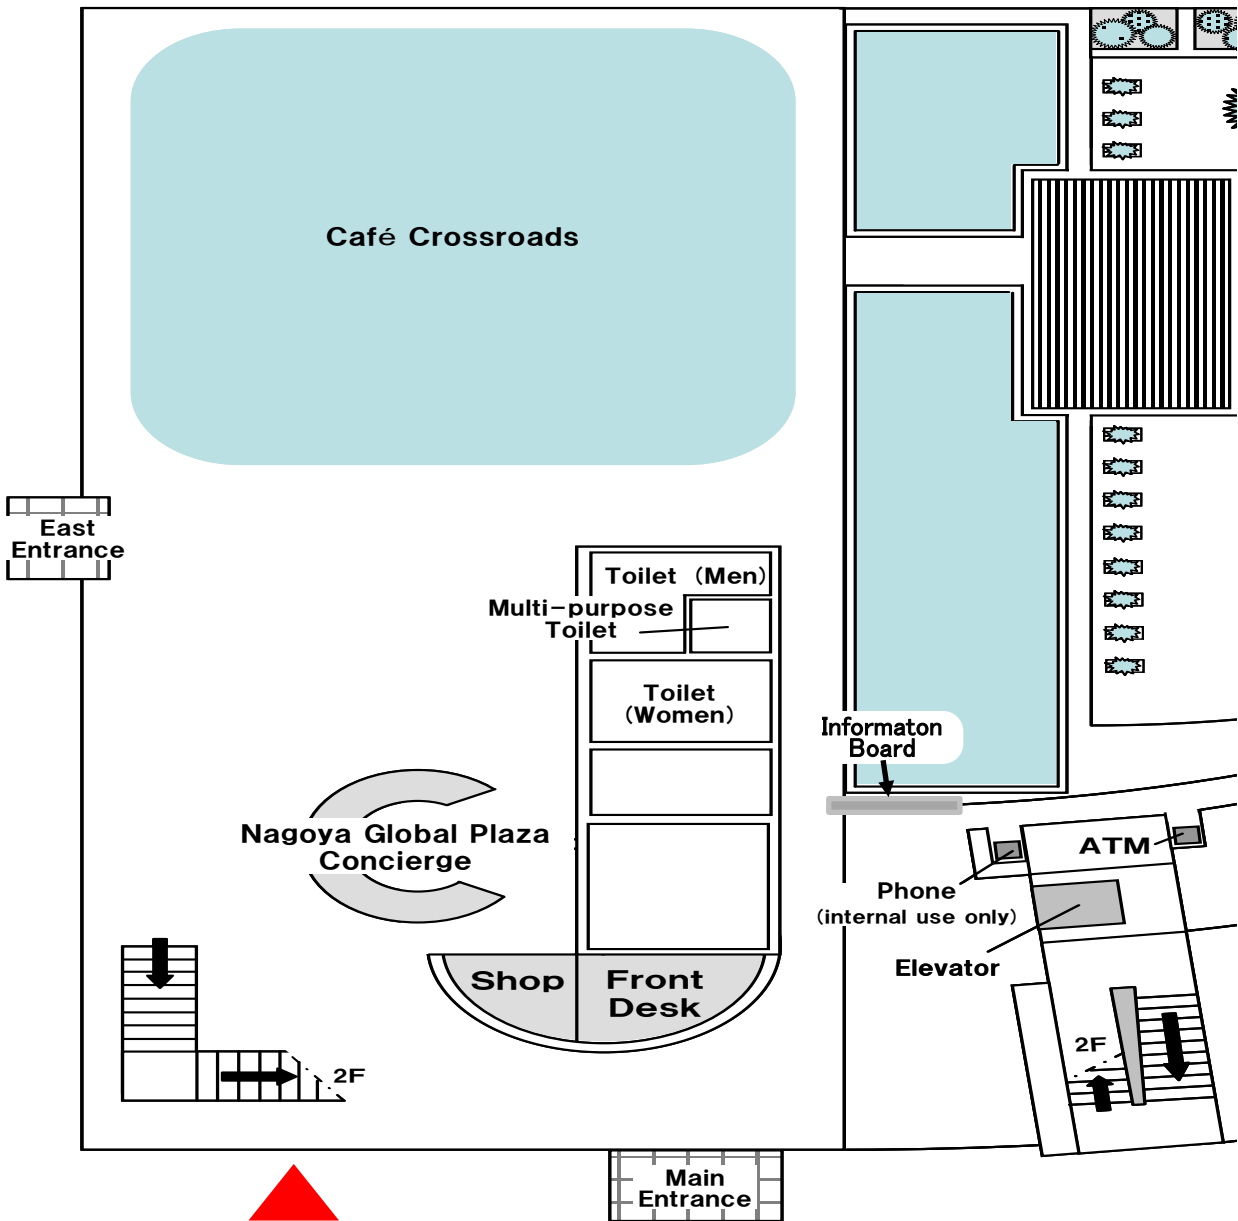 Café Crossroads
East
Entrance
Toilet (Men)
Multi-purpose
Toilet
Toilet
(Women)
Informaton
Board
Nagoya Global Plaza
Concierge
ATM
Phone
(internal use only)
Elevator
Shop
Front
Desk
2F
2F
Main
Entrance